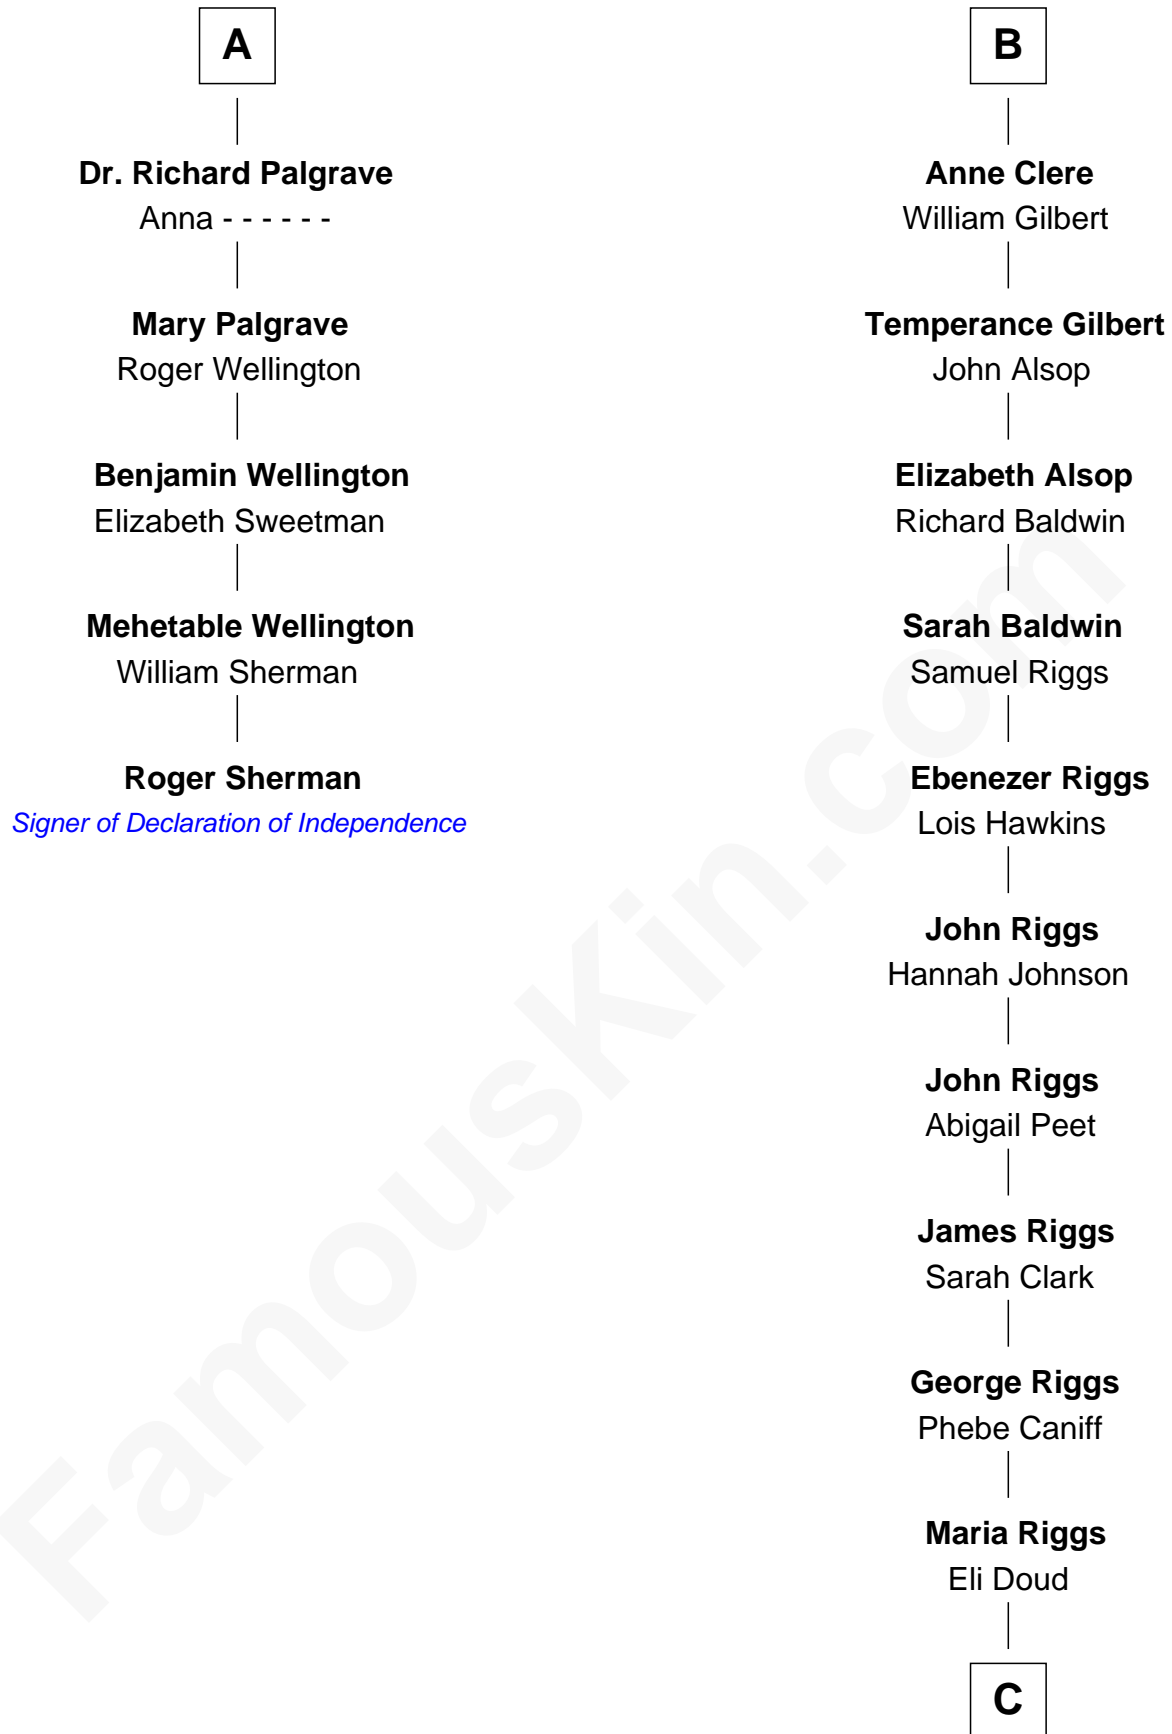 A
Dr. Richard Palgrave
Anna - - - - - -
Mary Palgrave
Roger Wellington
Benjamin Wellington
Elizabeth Sweetman
Mehetable Wellington
William Sherman
Roger Sherman
Signer of Declaration of Independence
B
Anne Clere
William Gilbert
Temperance Gilbert
John Alsop
Elizabeth Alsop
Richard Baldwin
Sarah Baldwin
Samuel Riggs
Ebenezer Riggs
Lois Hawkins
John Riggs
Hannah Johnson
John Riggs
Abigail Peet
James Riggs
Sarah Clark
George Riggs
Phebe Caniff
Maria Riggs
Eli Doud
C
FamousKin.com